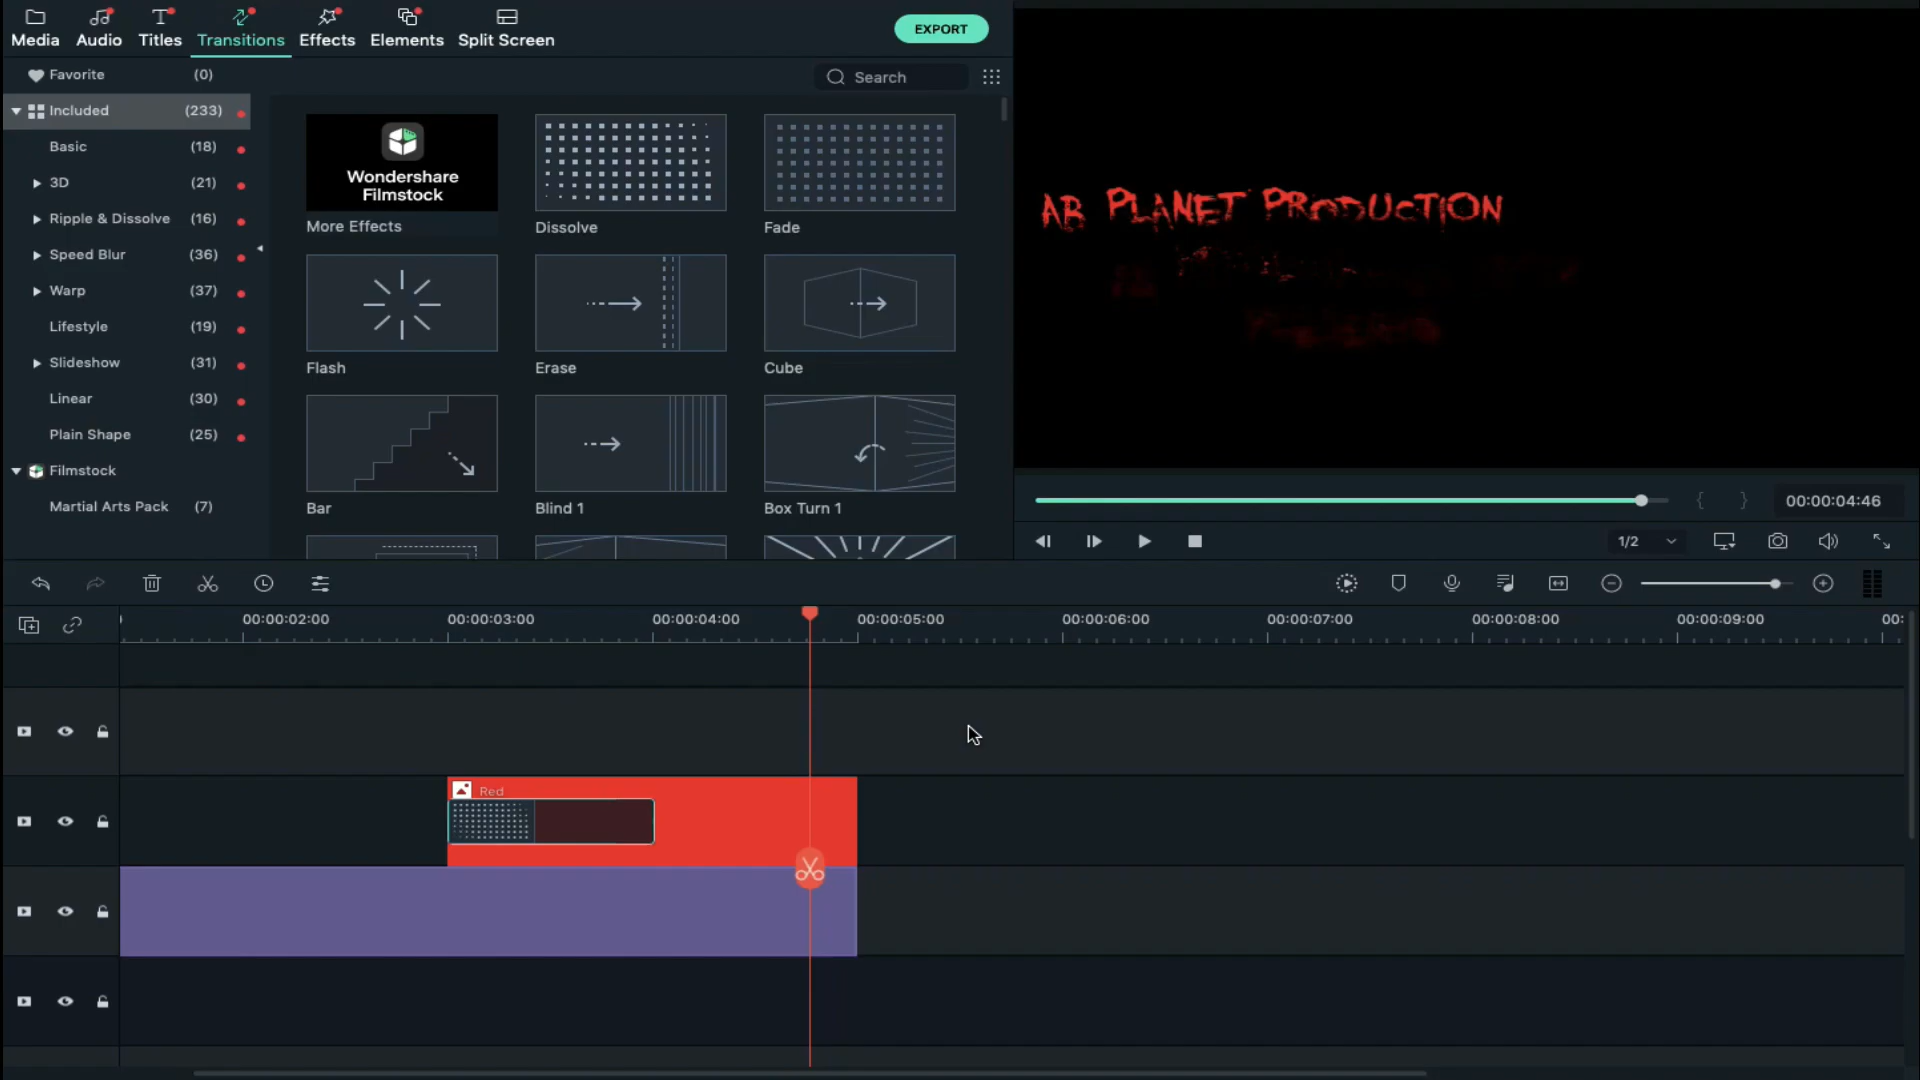 Media
Audio
Titles
Transitions
Effects
Elements
Split Screen
EXPORT
Favorite (0)
Search
Included (233)
Basic (18)
3D (21)
Ripple & Dissolve (16)
Speed Blur (36)
Warp (37)
Lifestyle (19)
Slideshow (31)
Linear (30)
Plain Shape (25)
Filmstock
Martial Arts Pack (7)
Wondershare
Filmstock
More Effects
Dissolve
Fade
Flash
Erase
Cube
Bar
Blind 1
Box Turn 1
AB PLANET PRODUCTION
00:00:04:46
1/2
00:00:02:00
00:00:03:00
00:00:04:00
00:00:05:00
00:00:06:00
00:00:07:00
00:00:08:00
00:00:09:00
00:
Red